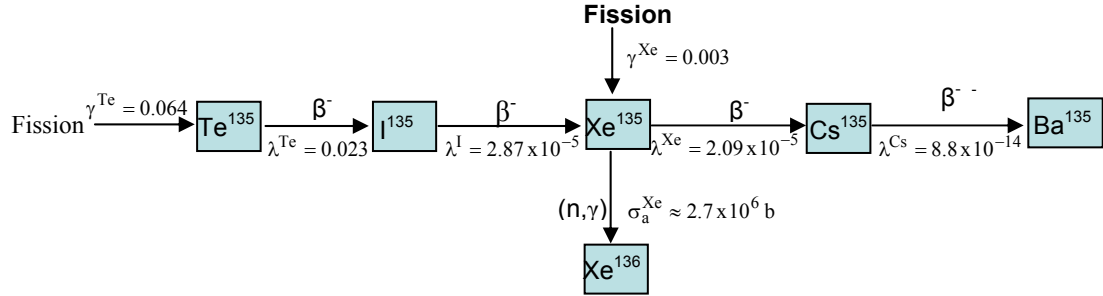 Fission
γ^Xe = 0.003
Fission
γ^Te = 0.064
Te^135
β^-
λ^Te = 0.023
I^135
β^-
λ^I = 2.87 x 10^−5
Xe^135
β^-
λ^Xe = 2.09 x 10^−5
Cs^135
β^- -
λ^Cs = 8.8 x 10^−14
Ba^135
(n,γ)
σ_a^Xe ≈ 2.7 x 10^6 b
Xe^136